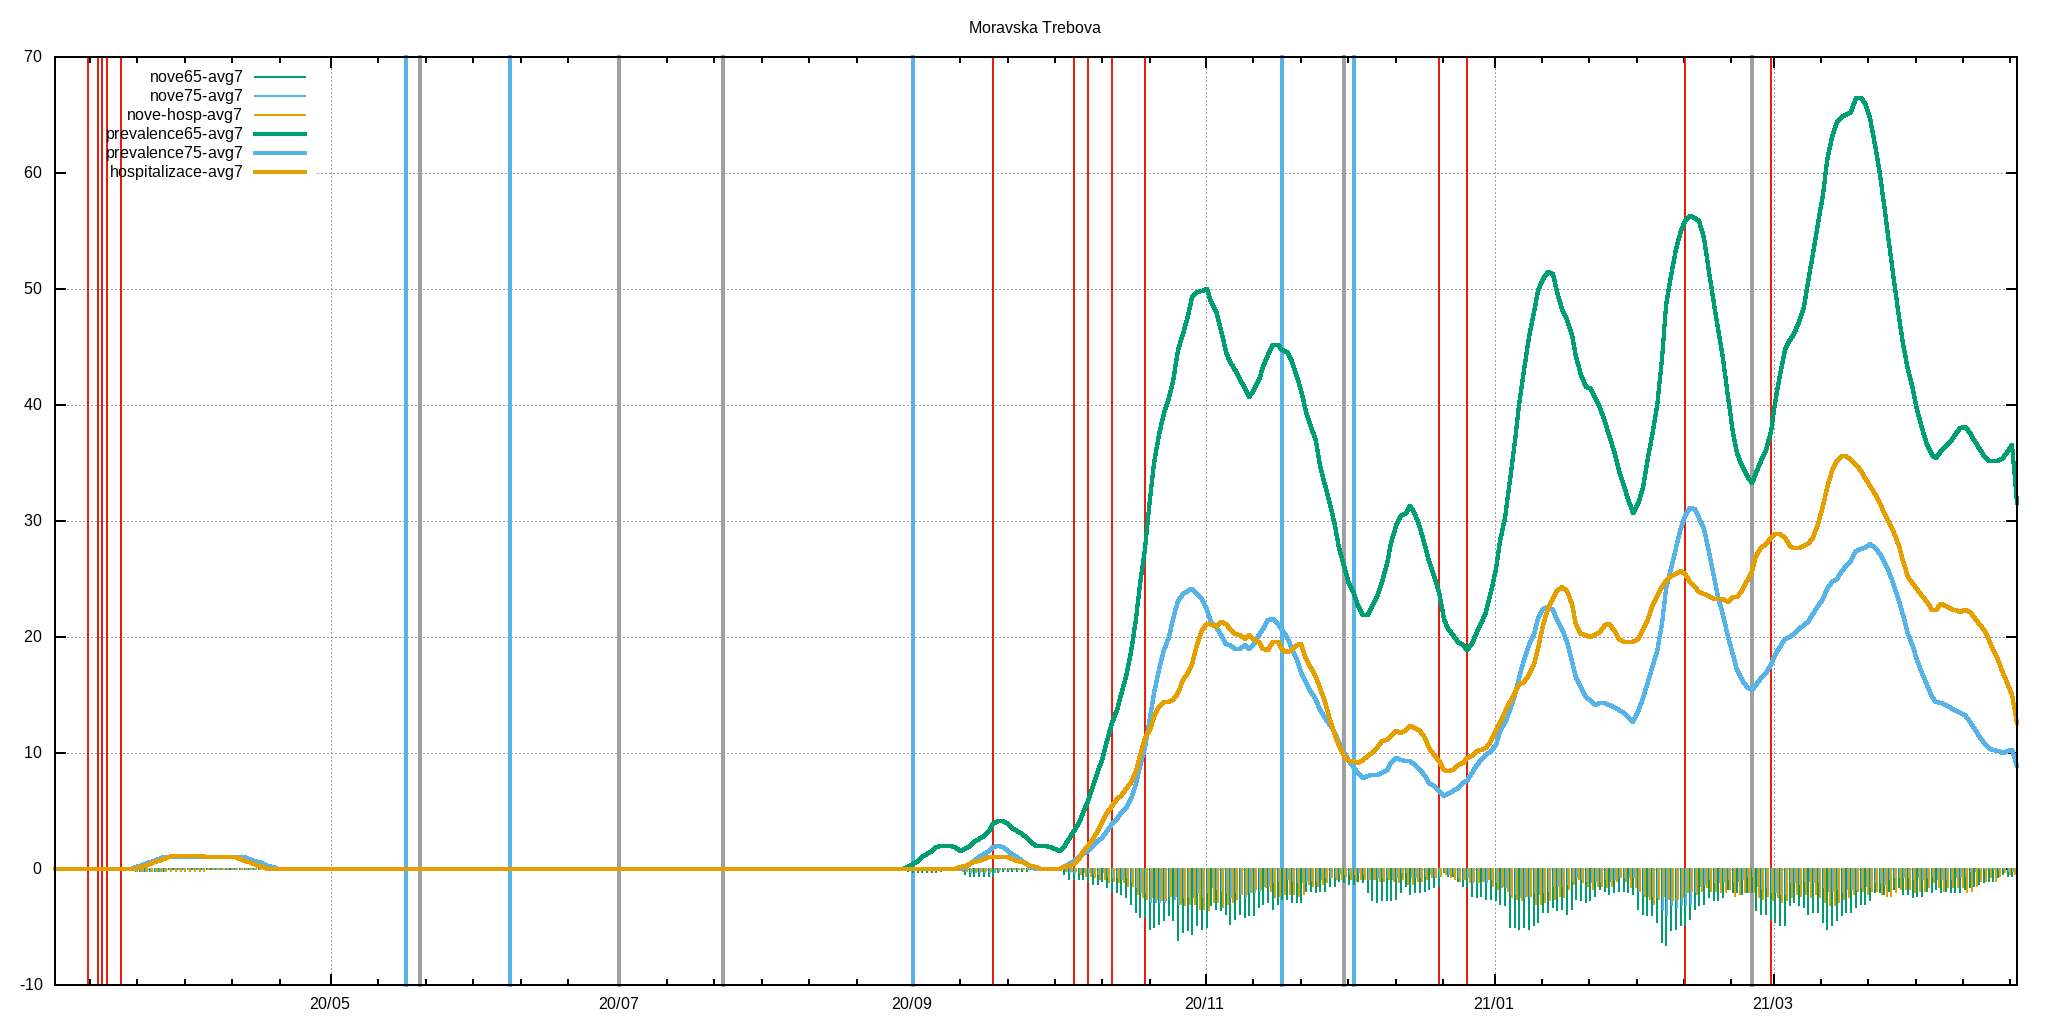 Moravska Trebova
70
60
50
40
30
20
10
0
-10
nove65-avg7
nove75-avg7
nove-hosp-avg7
prevalence65-avg7
prevalence75-avg7
hospitalizace-avg7
20/05
20/07
20/09
20/11
21/01
21/03